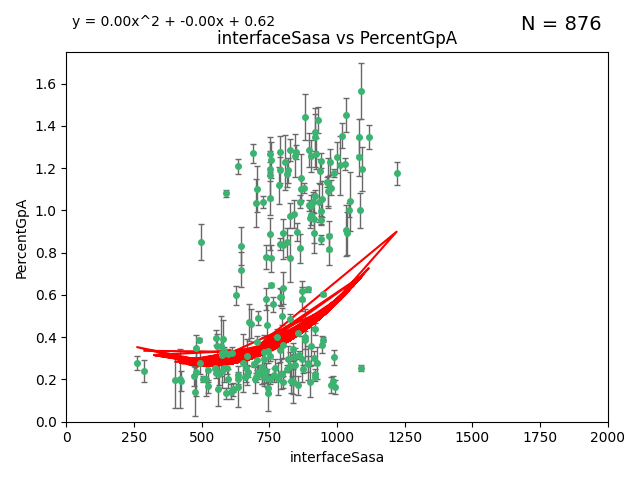 y = 0.00x^2 + -0.00x + 0.62
N = 876
interfaceSasa vs PercentGpA
PercentGpA
1.6
1.4
1.2
1.0
0.8
0.6
0.4
0.2
0.0
0 250 500 750 1000 1250 1500 1750 2000
interfaceSasa